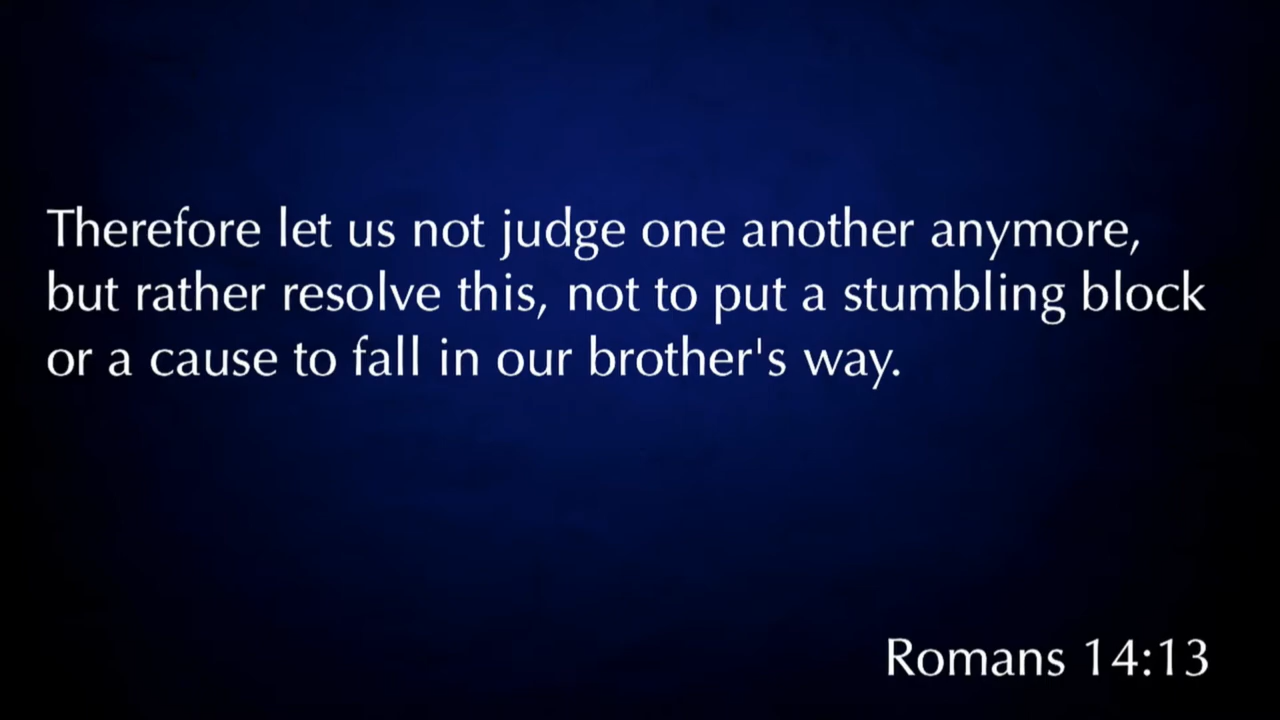 Therefore let us not judge one another anymore,
but rather resolve this, not to put a stumbling block
or a cause to fall in our brother's way.
Romans 14:13